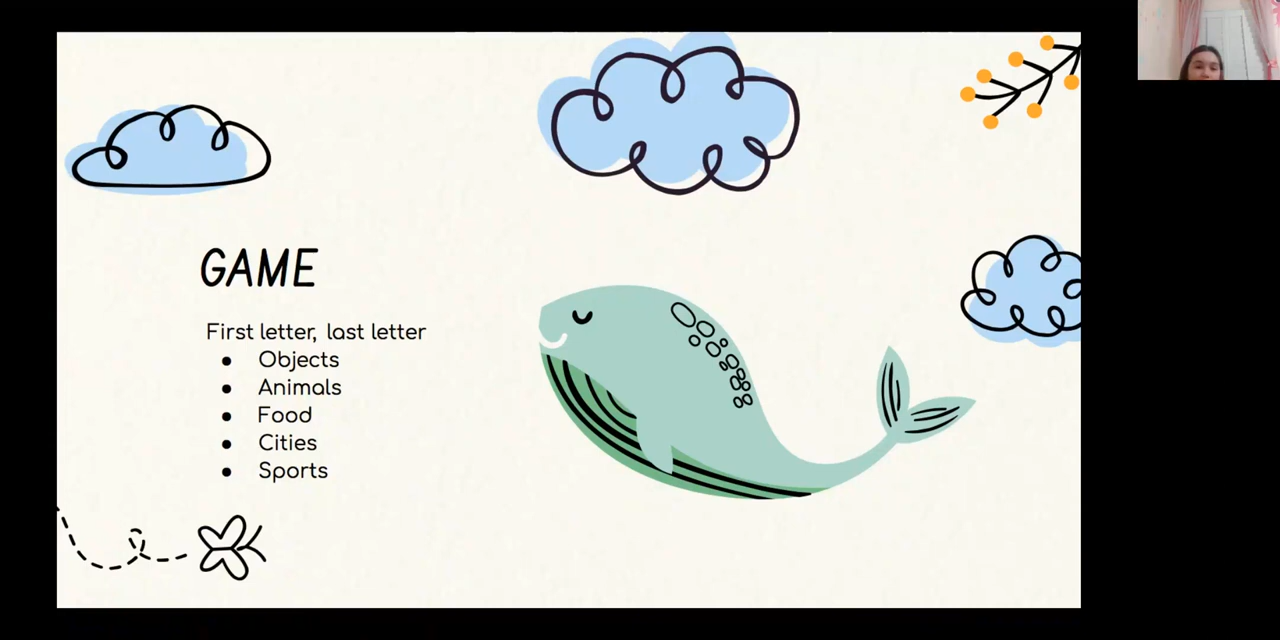 GAME
First letter, last letter
● Objects
● Animals
● Food
● Cities
● Sports